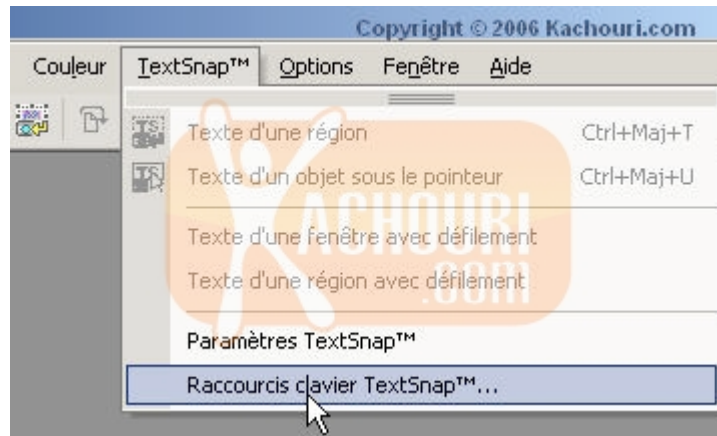 Copyright © 2006 Kachouri.com
Couleur TextSnap™ Options Fenêtre Aide
Texte d'une région Ctrl+Maj+T
Texte d'un objet sous le pointeur Ctrl+Maj+U
Texte d'une fenêtre avec défilement
Texte d'une région avec défilement
Paramètres TextSnap™
Raccourcis clavier TextSnap™...
KACHOURI
.com